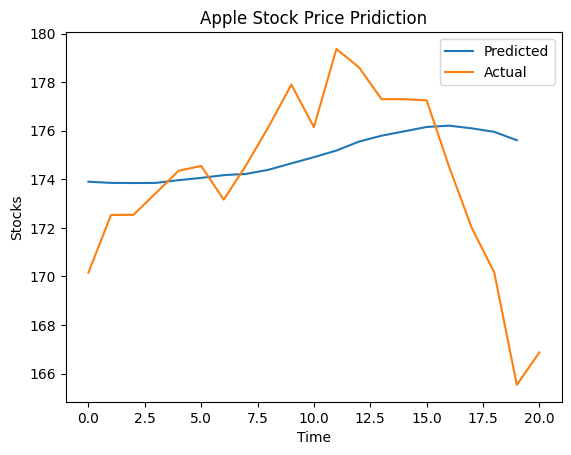 Apple Stock Price Pridiction
Predicted
Actual
Stocks
180
178
176
174
172
170
168
166
0.0 2.5 5.0 7.5 10.0 12.5 15.0 17.5 20.0
Time